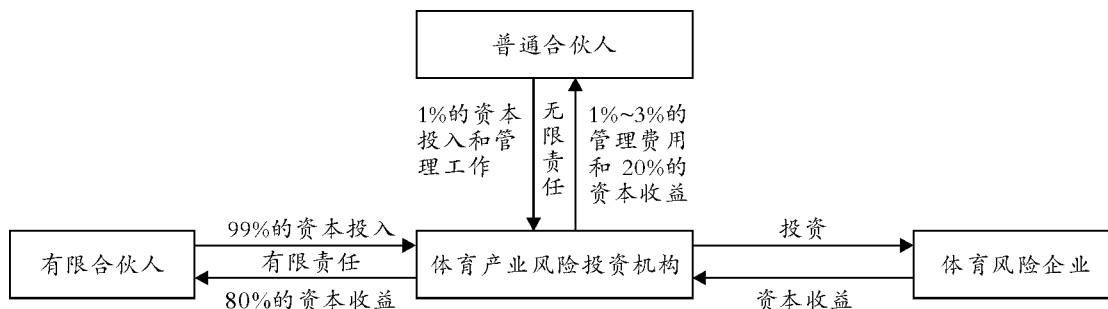 普通合伙人
1%的资本
投入和管
理工作
无
限
责
任
1%~3%的
管理费用
和 20%的
资本收益
99%的资本投入
投资
有限合伙人
有限责任
体育产业风险投资机构
体育风险企业
80%的资本收益
资本收益